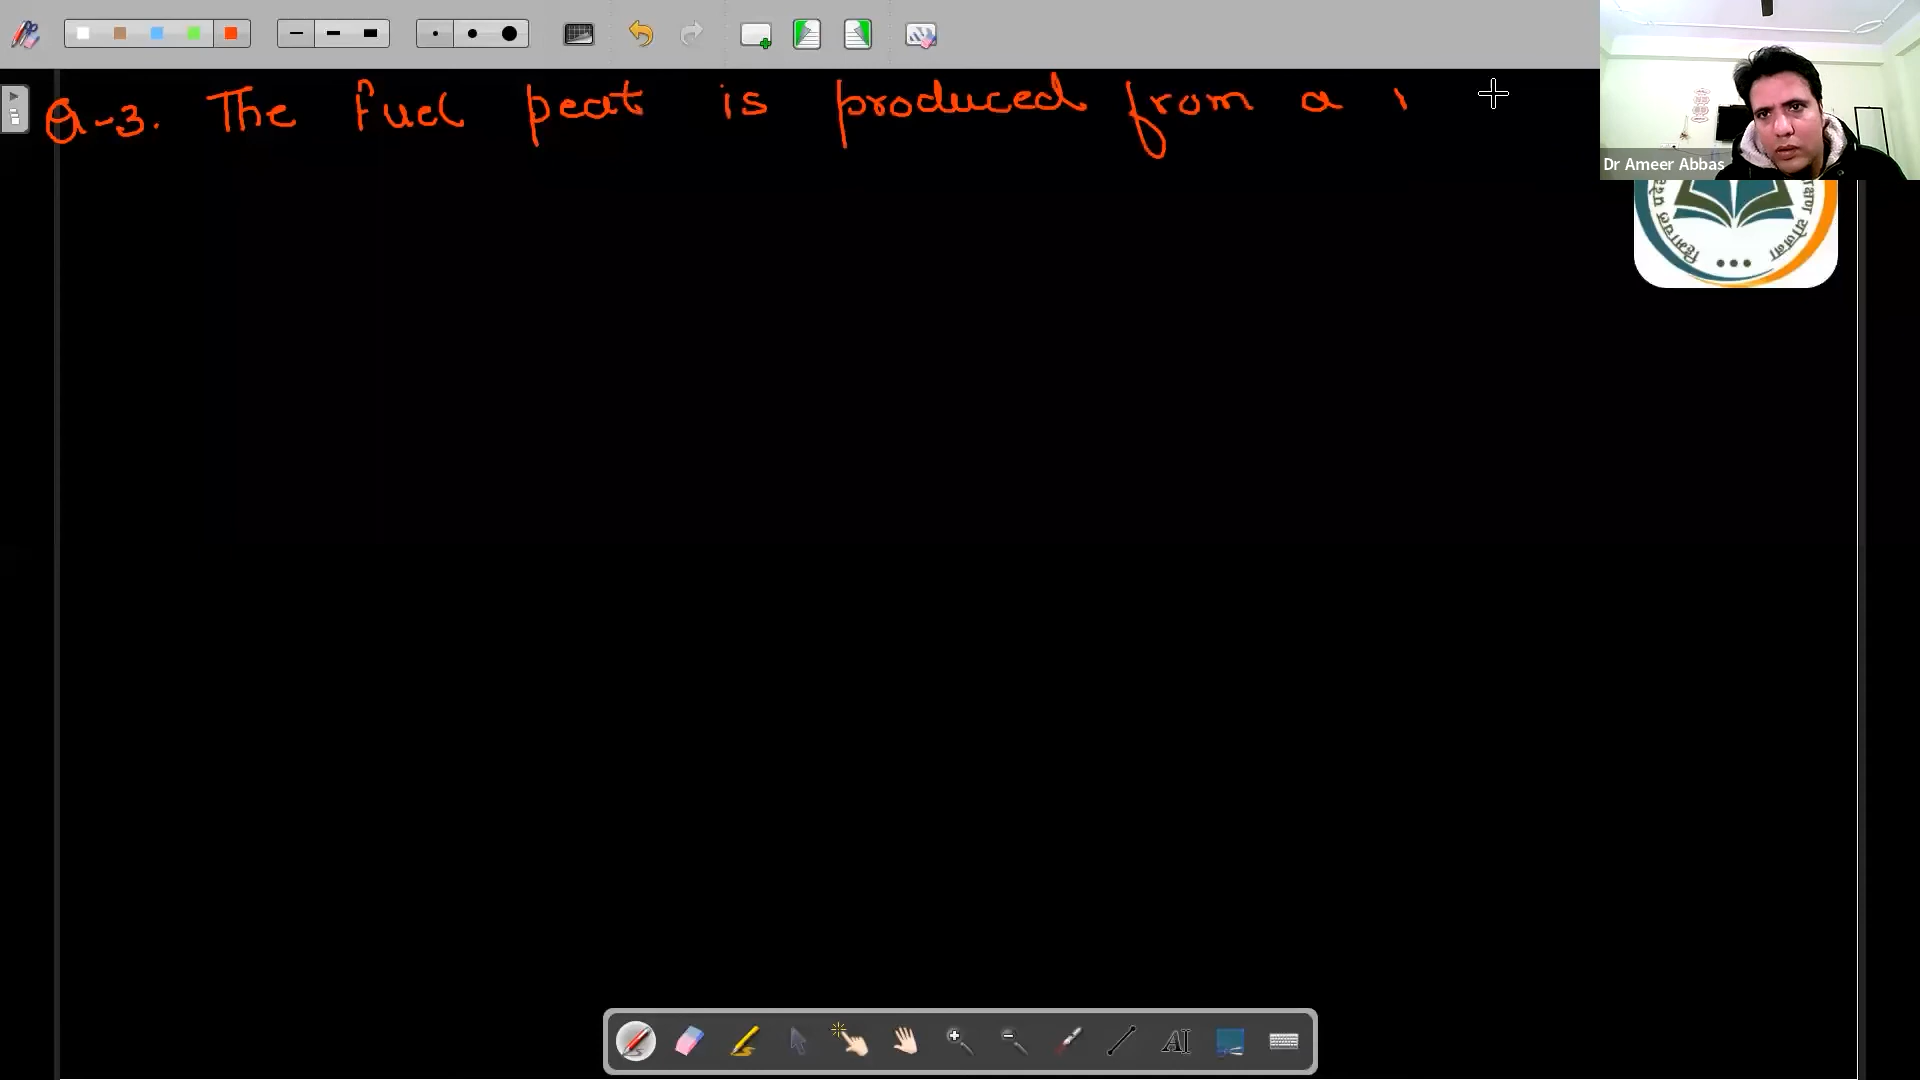 Q-3. The fuel peat is produced from a
Dr Ameer Abbas